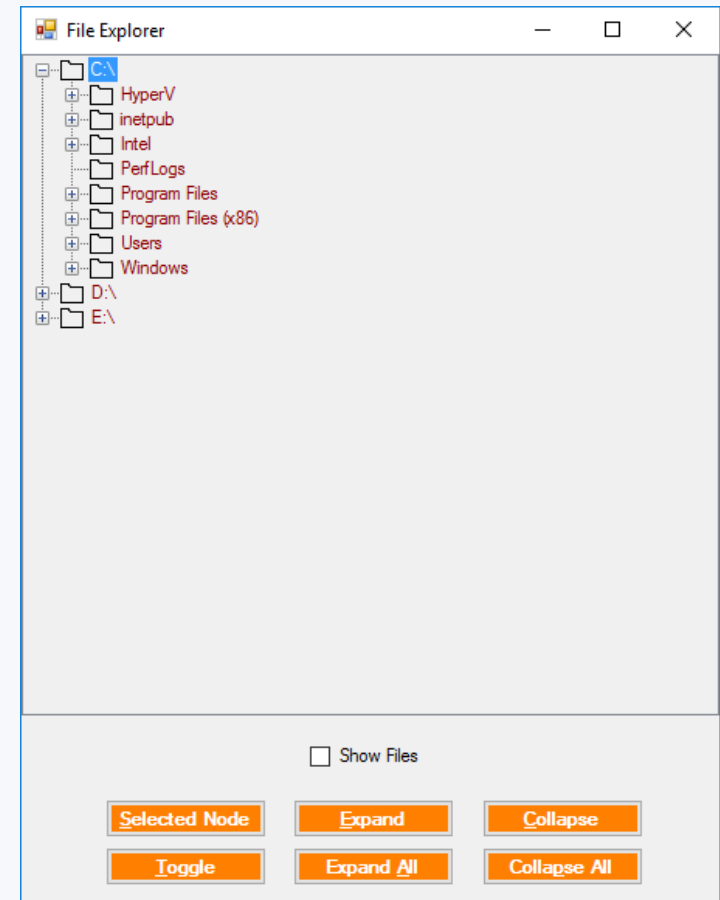 File Explorer
C:\
HyperV
inetpub
Intel
PerfLogs
Program Files
Program Files (x86)
Users
Windows
D:\
E:\
Show Files
Selected Node Expand Collapse
Toggle Expand All Collapse All